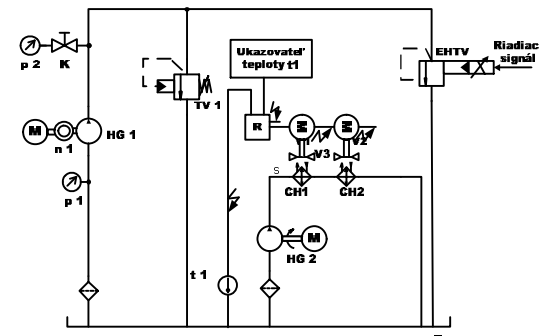 Ukazovateľ
teploty t1
EHTV
Riadiac
signál
p 2
K
TV 1
M
n 1
HG 1
R
M
M
V2
V3
p 1
S
CH1
CH2
M
HG 2
t 1